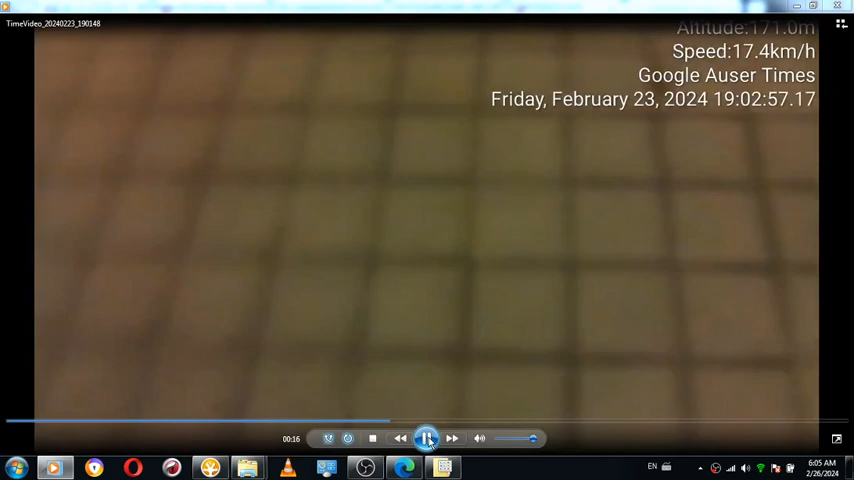 TimeVideo_20240223_190148
Altitude:171.0m
Speed:17.4km/h
Google Auser Times
Friday, February 23, 2024 19:02:57.17
00:16
EN
6:05 AM
2/26/2024